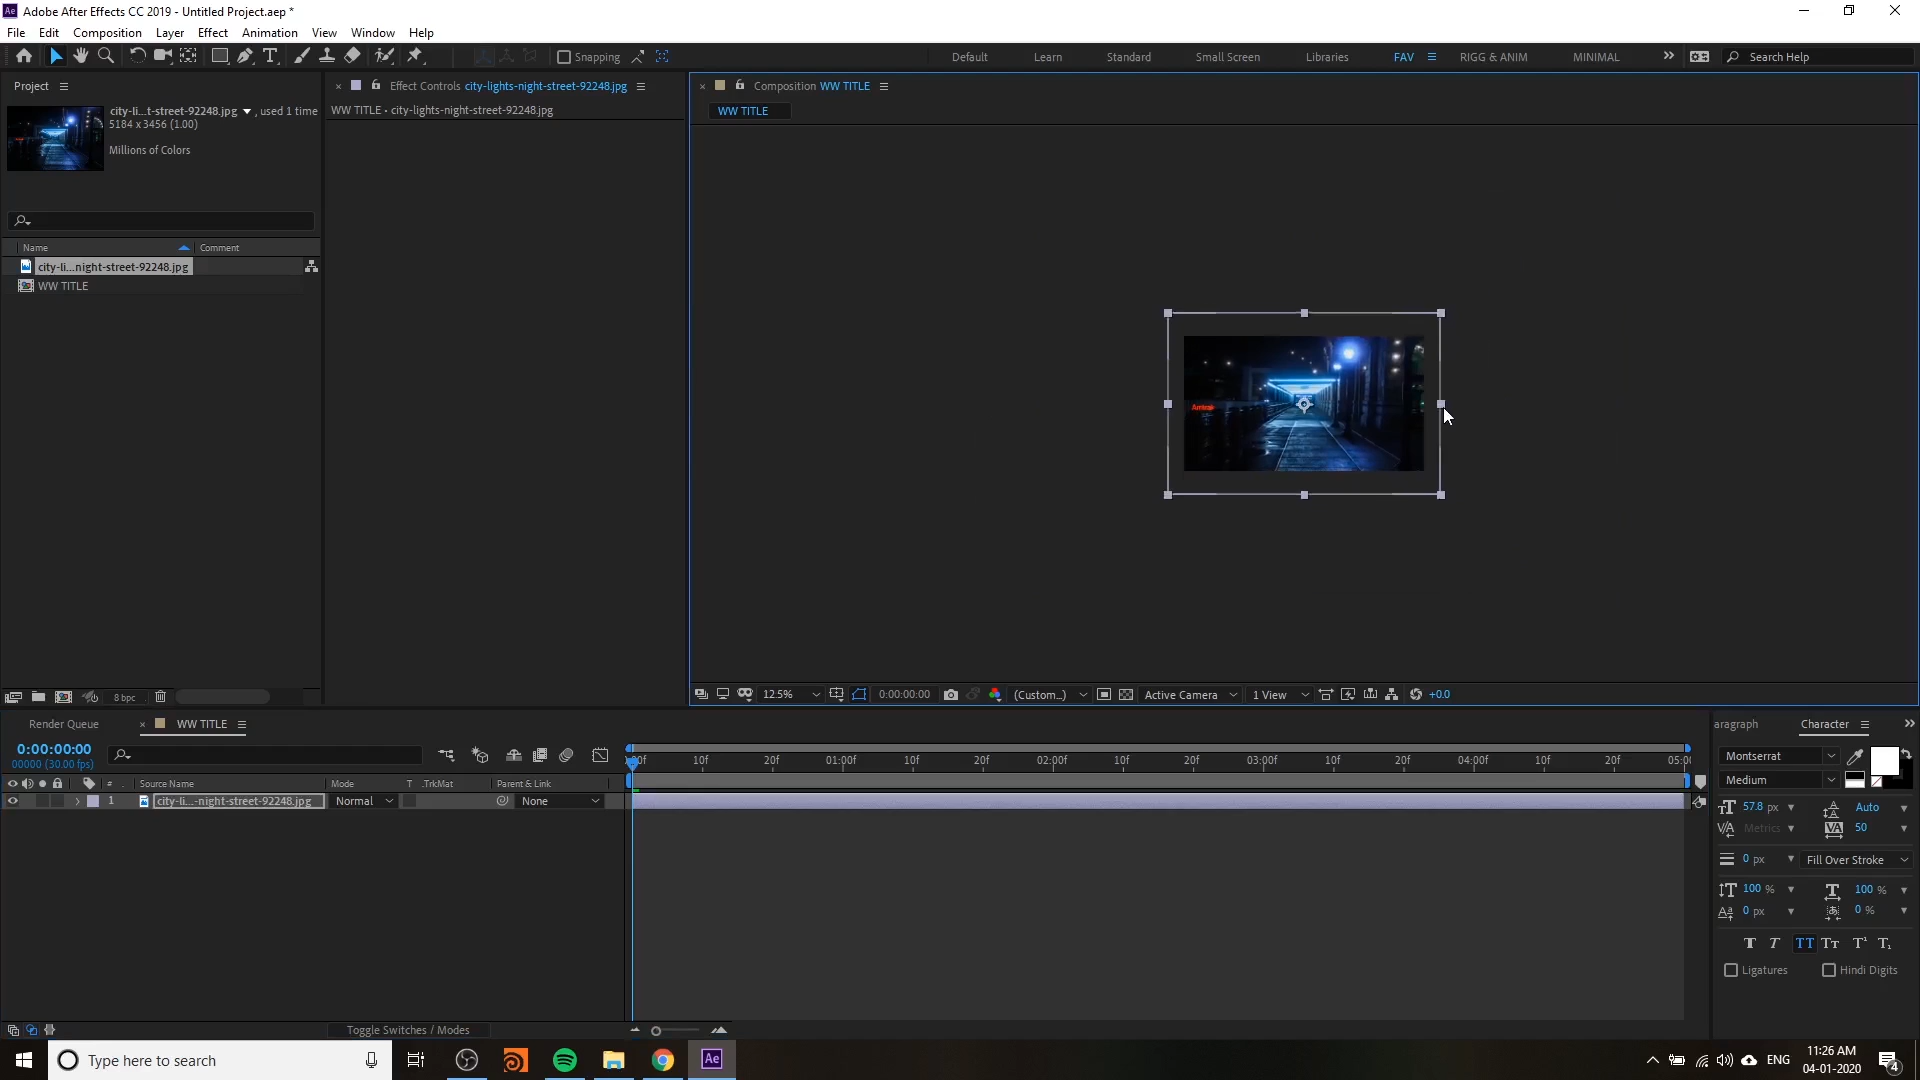 Adobe After Effects CC 2019 - Untitled Project.aep *
File Edit Composition Layer Effect Animation View Window Help
Snapping
Default Learn Standard Small Screen Libraries FAV RIGG & ANIM MINIMAL
Search Help
Project
city-li...t-street-92248.jpg , used 1 time
5184 x 3456 (1.00)
Millions of Colors
Name Comment
city-li...night-street-92248.jpg
WW TITLE
8 bpc
Effect Controls city-lights-night-street-92248.jpg
WW TITLE • city-lights-night-street-92248.jpg
Composition WW TITLE
WW TITLE
12.5% 0:00:00:00 (Custom...) Active Camera 1 View +0.0
Render Queue WW TITLE
0:00:00:00
00000 (30.00 fps)
# Source Name Mode T .TrkMat Parent & Link
1 city-li...-night-street-92248.jpg Normal None
10f 20f 01:00f 10f 20f 02:00f 10f 20f 03:00f 10f 20f 04:00f 10f 20f
Toggle Switches / Modes
aragraph Character
Montserrat
Medium
57.8 px Auto
Metrics 50
0 px Fill Over Stroke
100 % 100 %
0 px 0 %
T T TT Tт T¹ T₁
Ligatures Hindi Digits
Type here to search
Ae
ENG
11:26 AM
04-01-2020
4